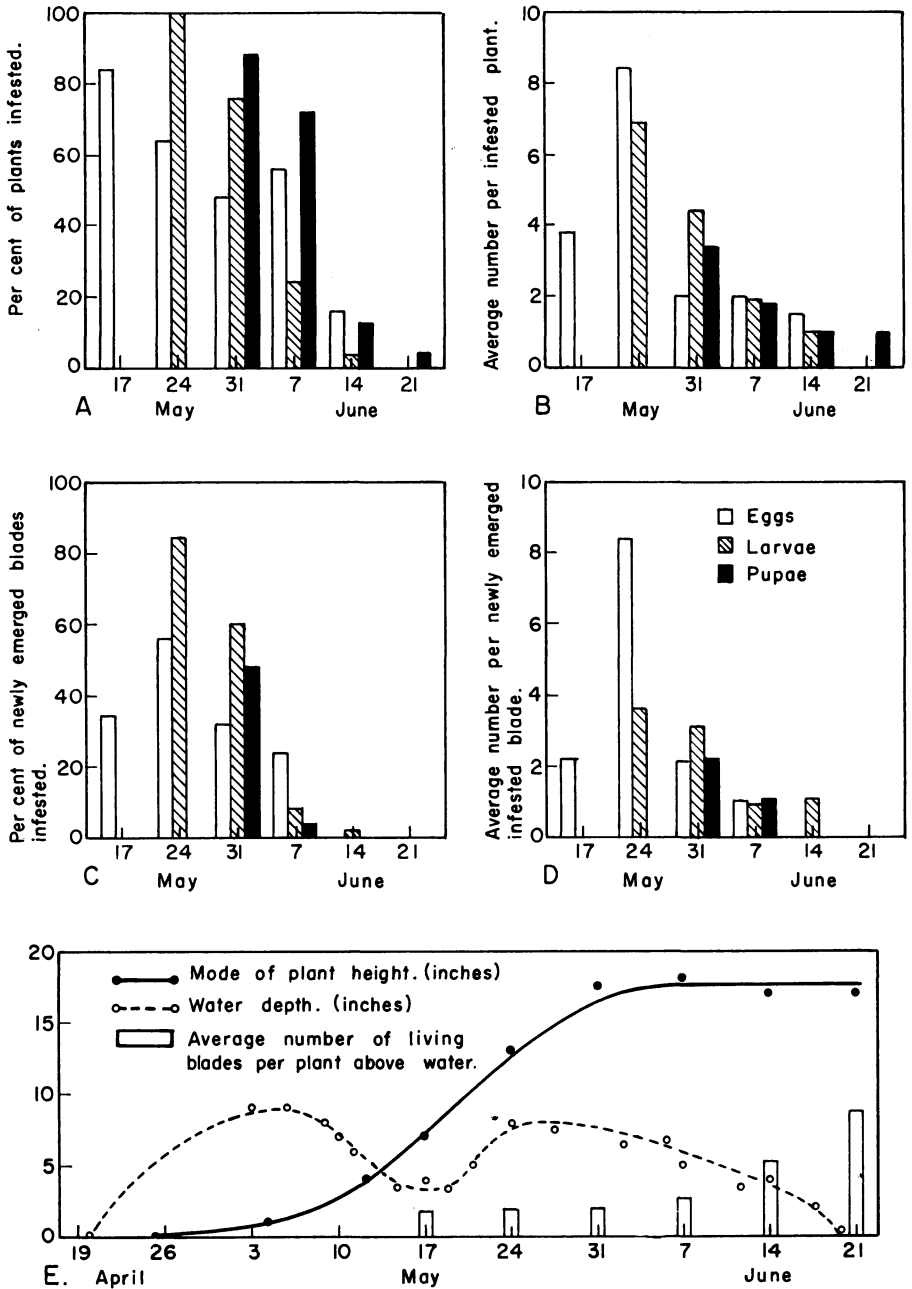 Per cent of plants infested.
100
80
60
40
20
0
17 24 31 7 14 21
A May June
Average number per infested plant.
10
8
6
4
2
0
17 24 31 7 14 21
B May June
Per cent of newly emerged blades
infested.
100
80
60
40
20
0
17 24 31 7 14 21
C May June
Average number per newly emerged
infested blade.
10
8
6
4
2
0
Eggs
Larvae
Pupae
17 24 31 7 14 21
D May June
20
15
10
5
0
Mode of plant height. (inches)
Water depth. (inches)
Average number of living
blades per plant above water.
19 26 3 10 17 24 31 7 14 21
E. April May June